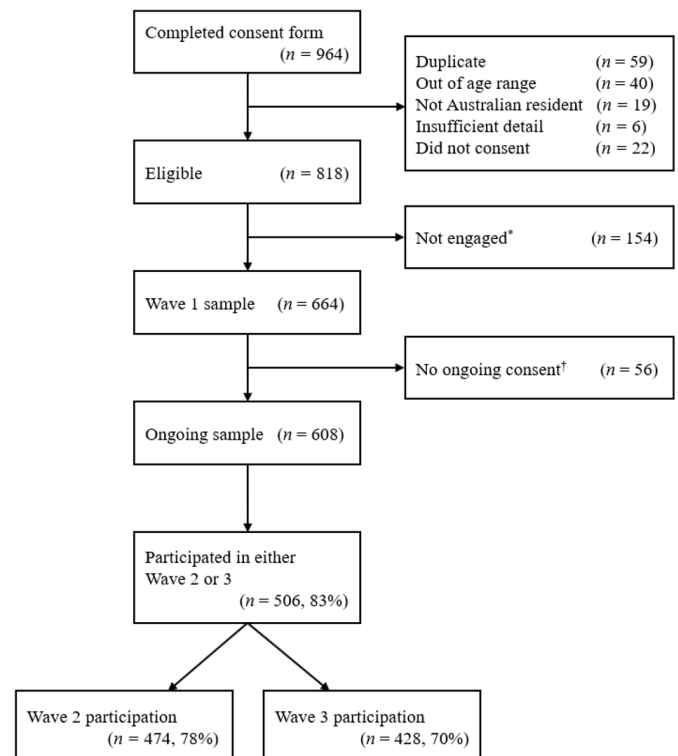 Completed consent form
(n = 964)
Duplicate (n = 59)
Out of age range (n = 40)
Not Australian resident (n = 19)
Insufficient detail (n = 6)
Did not consent (n = 22)
Eligible (n = 818)
Not engaged* (n = 154)
Wave 1 sample (n = 664)
No ongoing consent† (n = 56)
Ongoing sample (n = 608)
Participated in either
Wave 2 or 3
(n = 506, 83%)
Wave 2 participation
(n = 474, 78%)
Wave 3 participation
(n = 428, 70%)